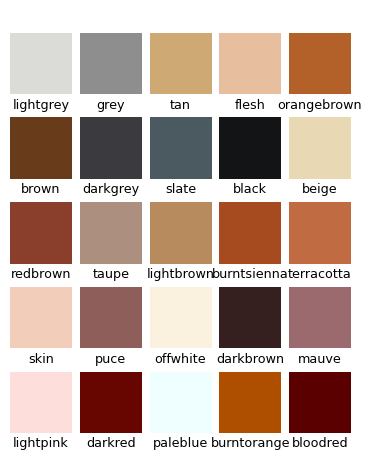 lightgrey grey tan flesh orangebrown
brown darkgrey slate black beige
redbrown taupe lightbrown burntsienna terracotta
skin puce offwhite darkbrown mauve
lightpink darkred paleblue burntorange bloodred